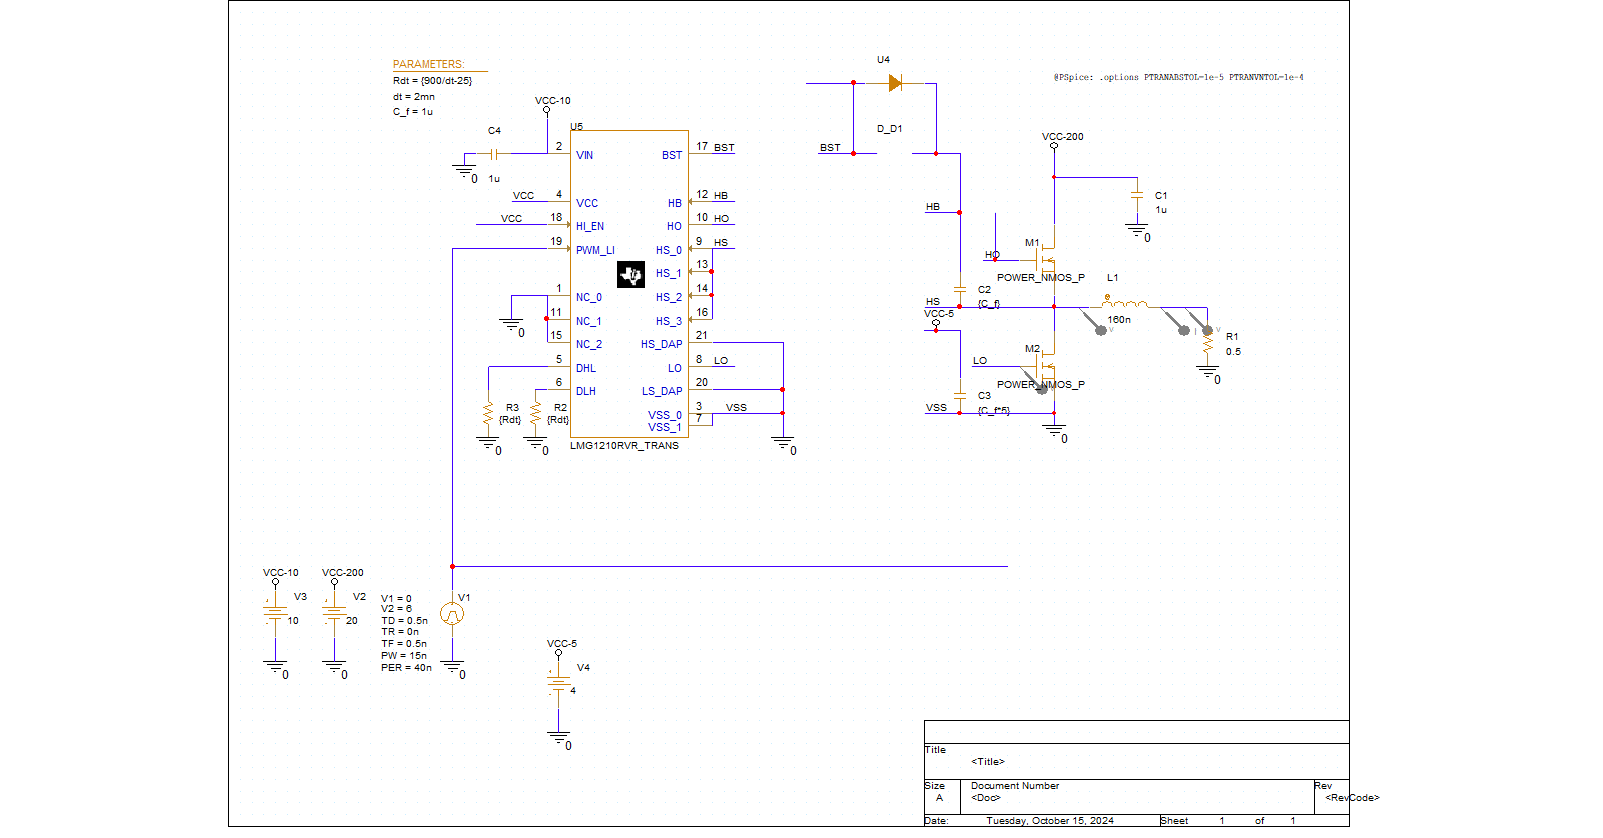 PARAMETERS:
Rdt = {900/dt-25}
dt = 2mn
C_f = 1u
VCC-10
C4
1u
0
U5
2 VIN
4 VCC
VCC
18 HI_EN
VCC
19 PWM_LI
1 NC_0
11 NC_1
15 NC_2
0
5 DHL
6 DLH
R3
{Rdt}
0
R2
{Rdt}
0
BST 17 BST
HB 12 HB
HO 10 HO
HS_0 9 HS
HS_1 13
HS_2 14
HS_3 16
HS_DAP 21
LO 8 LO
LS_DAP 20
VSS_0 3 VSS
VSS_1 7
0
LMG1210RVR_TRANS
U4
D_D1
BST
@PSpice: .options PTRANABSTOL=1e-5 PTRANVNTOL=1e-4
VCC-200
C1
1u
0
HB
HO
M1
POWER_NMOS_P
C2
{C_f}
HS
VCC-5
L1
160n
V
I
V
R1
0.5
0
LO
M2
POWER_NMOS_P
C3
{C_f*5}
VSS
0
VCC-10
V3
10
0
VCC-200
V2
20
0
V1 = 0
V2 = 6
TD = 0.5n
TR = 0n
TF = 0.5n
PW = 15n
PER = 40n
V1
0
VCC-5
V4
4
0
Title
<Title>
Size
A
Document Number
<Doc>
Rev
<RevCode>
Date: Tuesday, October 15, 2024 Sheet 1 of 1